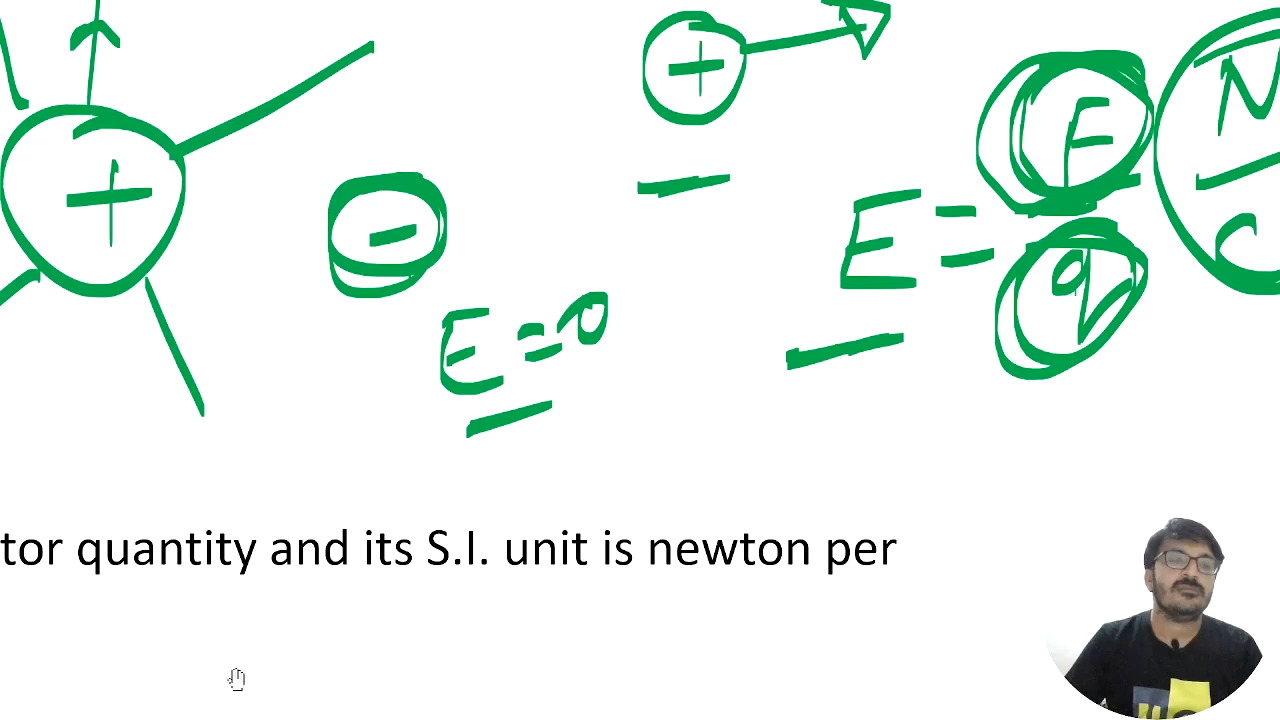 +
+
-
E = F/q
N/C
E = 0
tor quantity and its S.I. unit is newton per